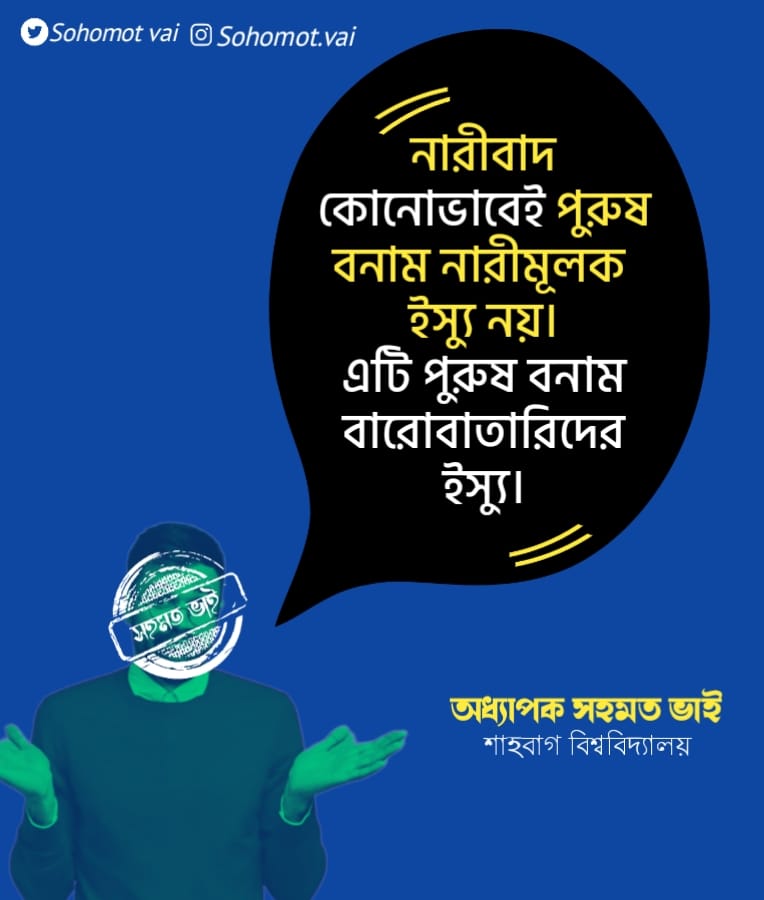 Sohomot vai Sohomot.vai
নারীবাদ
কোনোভাবেই পুরুষ
বনাম নারীমূলক
ইস্যু নয়।
এটি পুরুষ বনাম
বারোবাতারিদের
ইস্যু।
সহমত ভাই
অধ্যাপক সহমত ভাই
শাহবাগ বিশ্ববিদ্যালয়